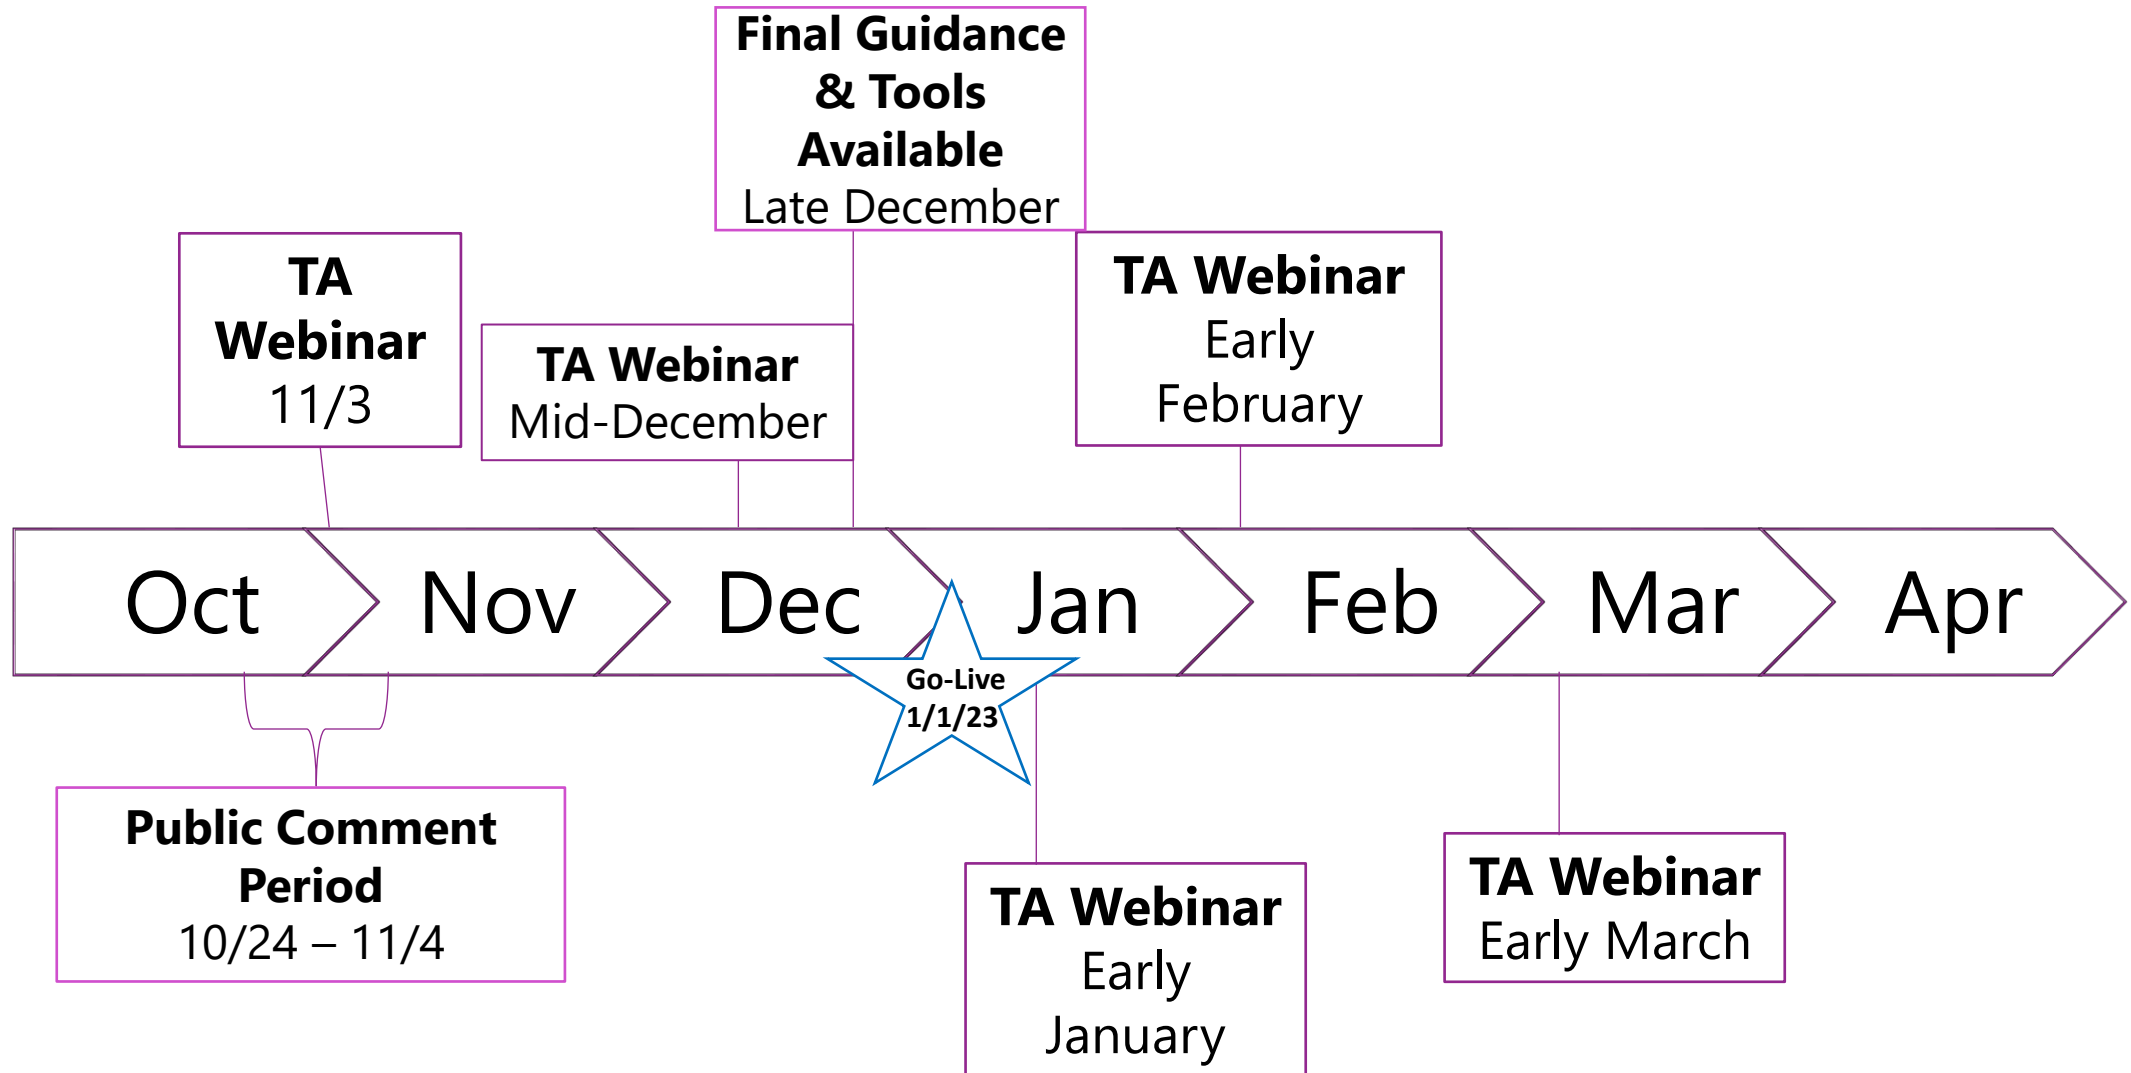 Final Guidance
& Tools
Available
Late December
TA
Webinar
11/3
TA Webinar
Mid-December
TA Webinar
Early
February
Oct
Nov
Dec
Jan
Feb
Mar
Apr
Go-Live
1/1/23
Public Comment
Period
10/24 – 11/4
TA Webinar
Early
January
TA Webinar
Early March